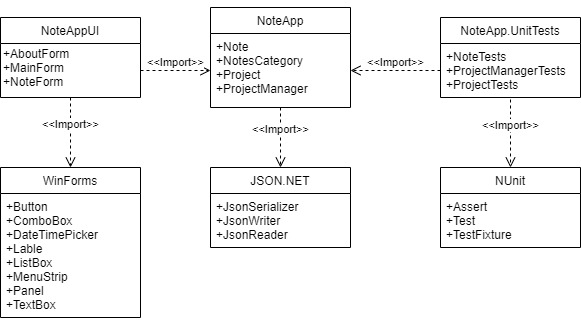 NoteAppUI
+AboutForm
+MainForm
+NoteForm
<<Import>>
NoteApp
+Note
+NotesCategory
+Project
+ProjectManager
<<Import>>
NoteApp.UnitTests
+NoteTests
+ProjectManagerTests
+ProjectTests
<<Import>>
<<Import>>
<<Import>>
WinForms
+Button
+ComboBox
+DateTimePicker
+Lable
+ListBox
+MenuStrip
+Panel
+TextBox
JSON.NET
+JsonSerializer
+JsonWriter
+JsonReader
NUnit
+Assert
+Test
+TestFixture